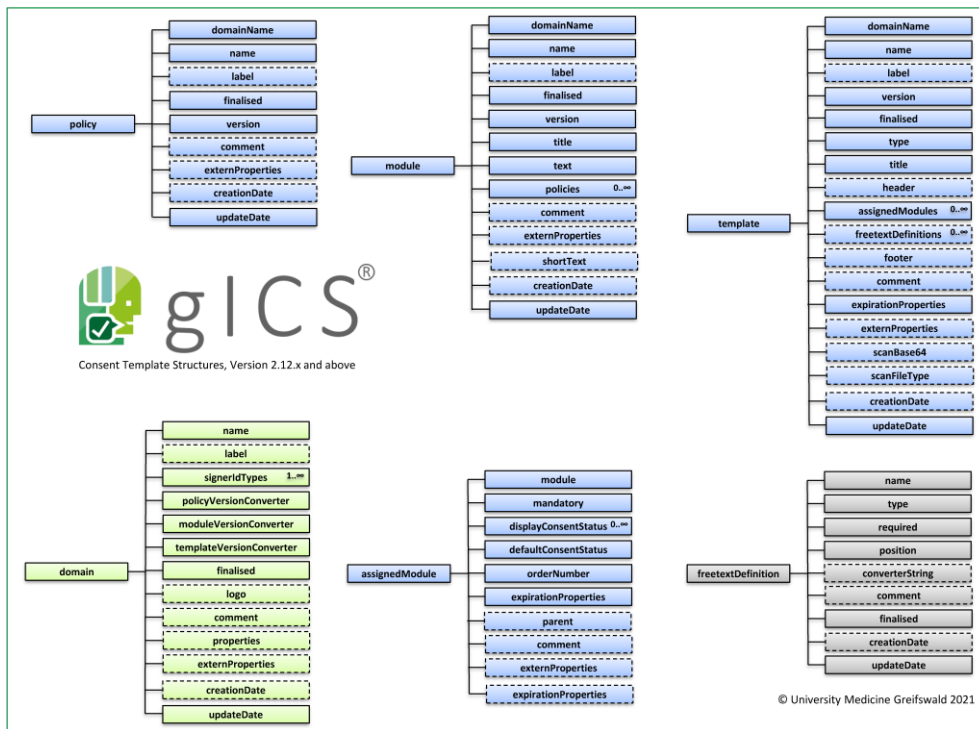 policy
domainName
name
label
finalised
version
comment
externProperties
creationDate
updateDate
module
domainName
name
label
finalised
version
title
text
policies 0..∞
comment
externProperties
shortText
creationDate
updateDate
template
domainName
name
label
version
finalised
type
title
header
assignedModules 0..∞
freetextDefinitions 0..∞
footer
comment
expirationProperties
externProperties
scanBase64
scanFileType
creationDate
updateDate
gICS®
Consent Template Structures, Version 2.12.x and above
domain
name
label
signerIdTypes 1..∞
policyVersionConverter
moduleVersionConverter
templateVersionConverter
finalised
logo
comment
properties
externProperties
creationDate
updateDate
assignedModule
module
mandatory
displayConsentStatus 0..∞
defaultConsentStatus
orderNumber
expirationProperties
parent
comment
externProperties
expirationProperties
freetextDefinition
name
type
required
position
converterString
comment
finalised
creationDate
updateDate
© University Medicine Greifswald 2021